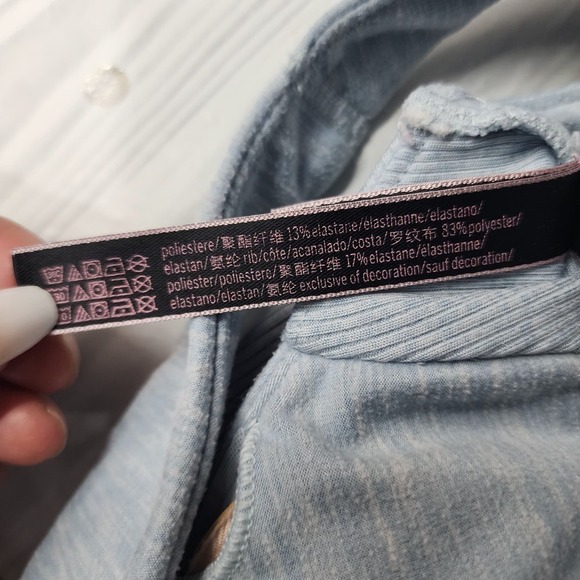 poliestere/聚酯纤维 13% elastane/élasthanne/elastano/
elastan/氨纶 rib/côte/acanalado/costa/罗纹布 83% polyester/
poliéster/poliestere/聚酯纤维 17% elastane/élasthanne/
elastano/elastan/氨纶 exclusive of decoration/sauf décoration/